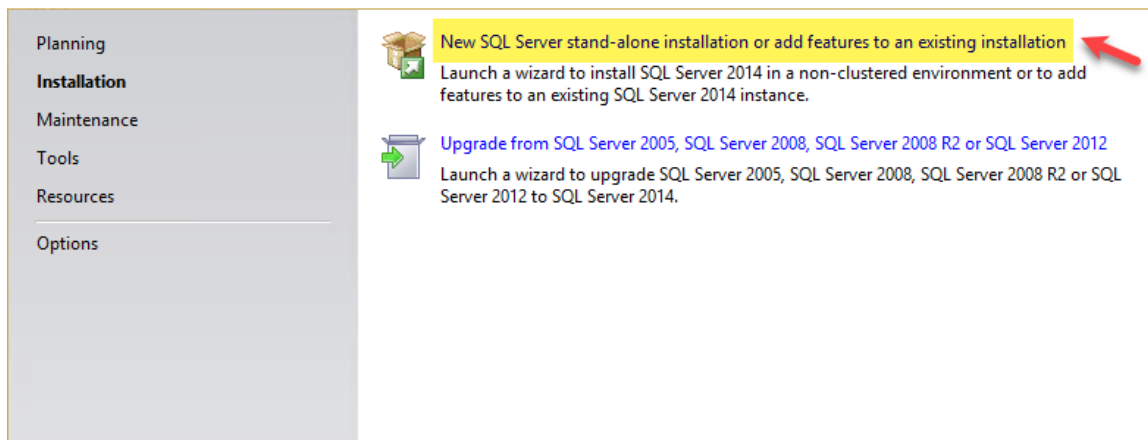 Planning
Installation
Maintenance
Tools
Resources
Options
New SQL Server stand-alone installation or add features to an existing installation
Launch a wizard to install SQL Server 2014 in a non-clustered environment or to add
features to an existing SQL Server 2014 instance.
Upgrade from SQL Server 2005, SQL Server 2008, SQL Server 2008 R2 or SQL Server 2012
Launch a wizard to upgrade SQL Server 2005, SQL Server 2008, SQL Server 2008 R2 or SQL
Server 2012 to SQL Server 2014.